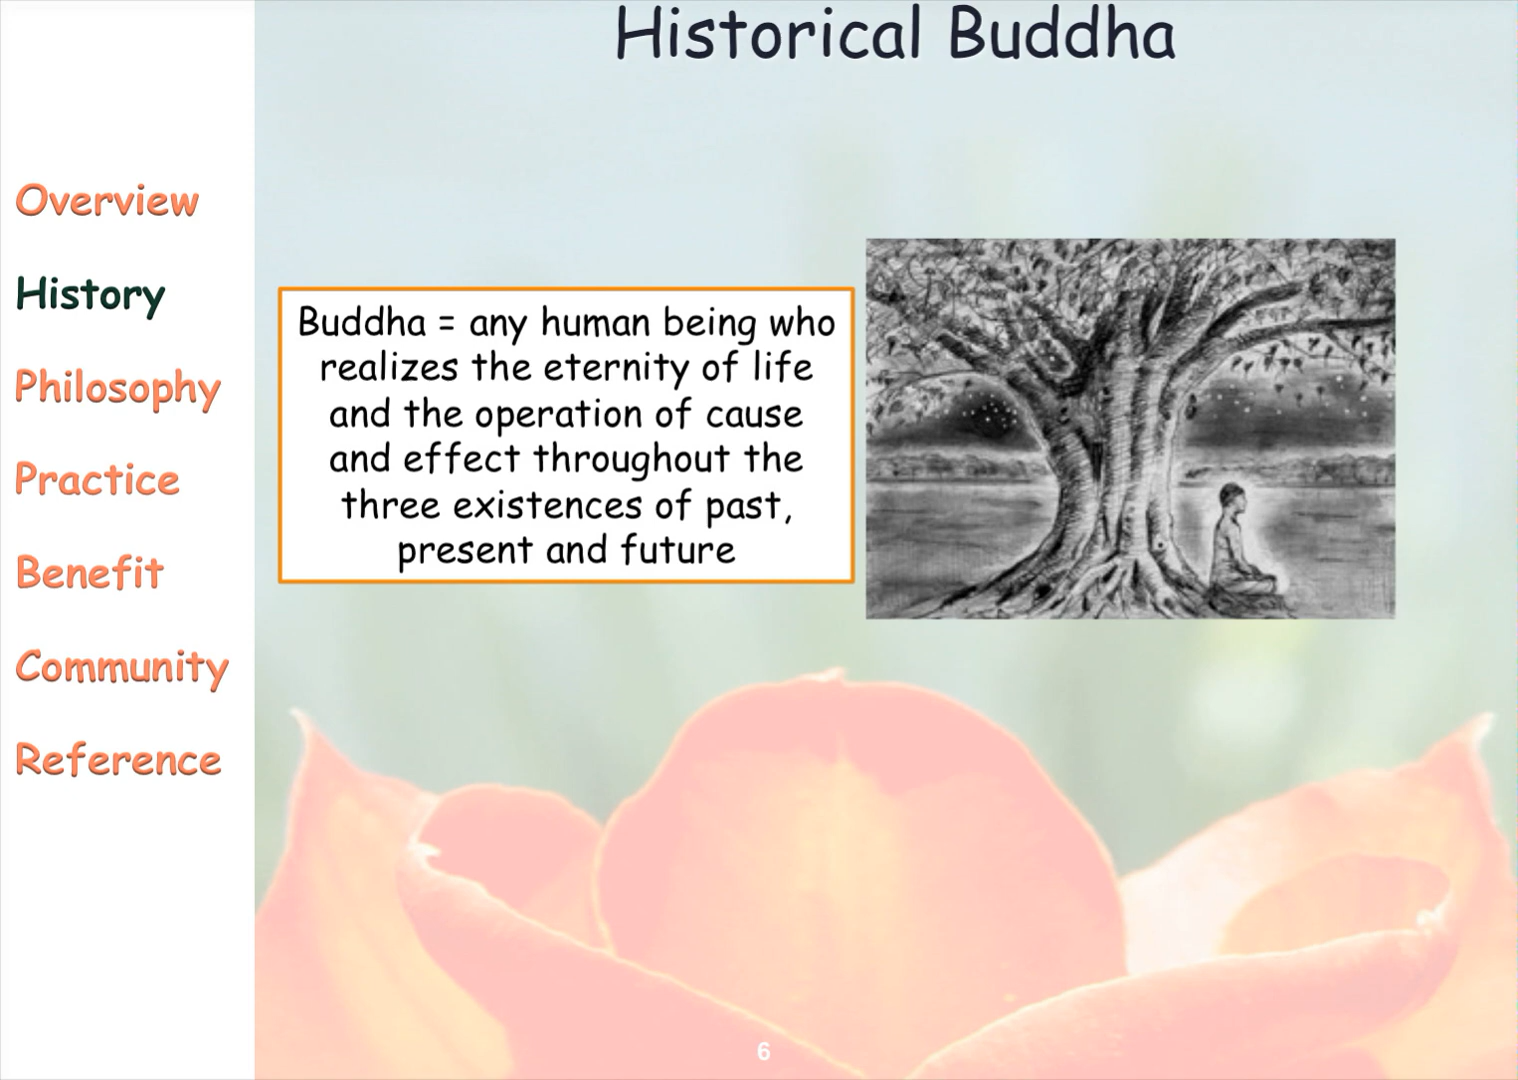 Historical Buddha
Overview
History
Philosophy
Practice
Benefit
Community
Reference
Buddha = any human being who
realizes the eternity of life
and the operation of cause
and effect throughout the
three existences of past,
present and future
6